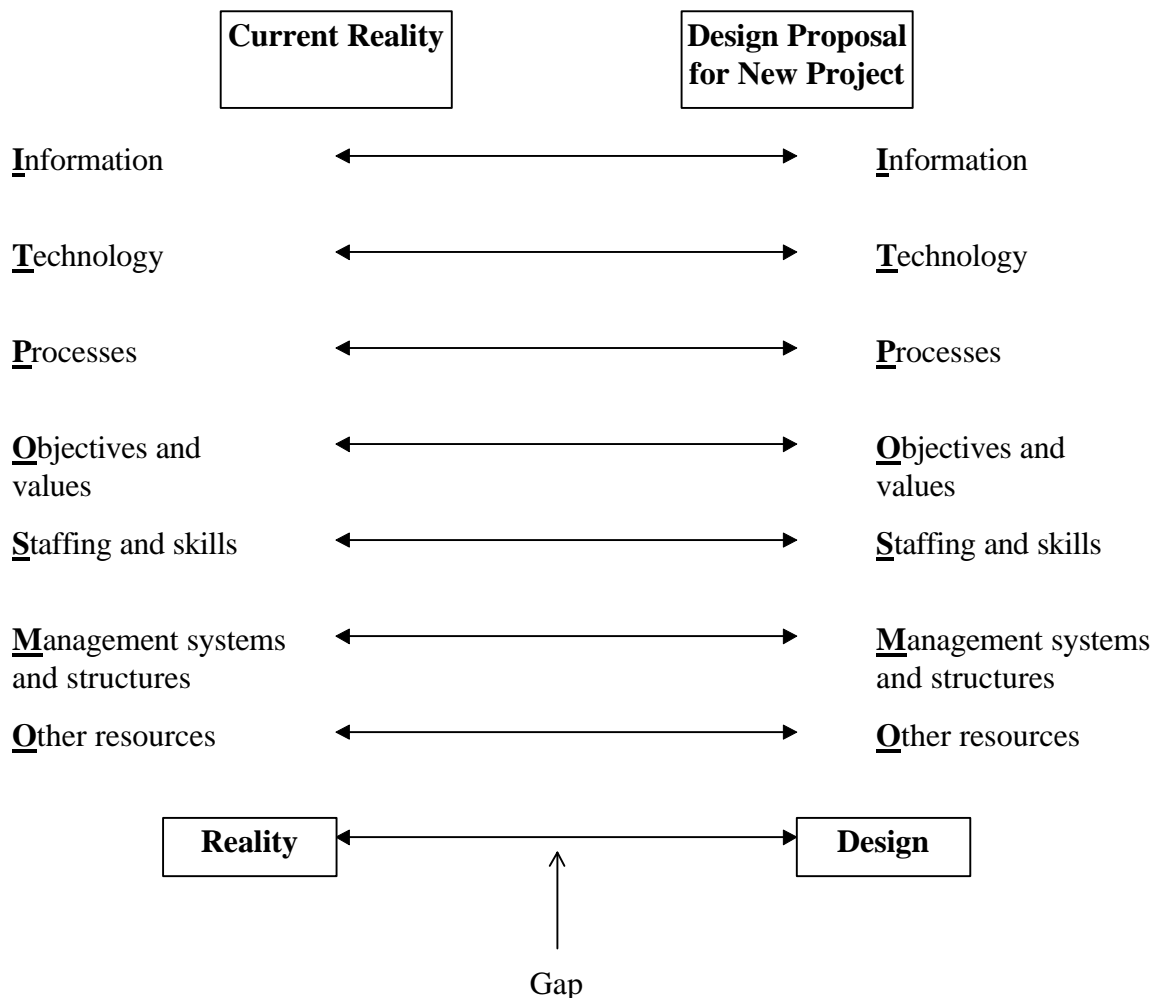 Current Reality
Design Proposal
for New Project
Information
Information
Technology
Technology
Processes
Processes
Objectives and
values
Objectives and
values
Staffing and skills
Staffing and skills
Management systems
and structures
Management systems
and structures
Other resources
Other resources
Reality
Design
Gap